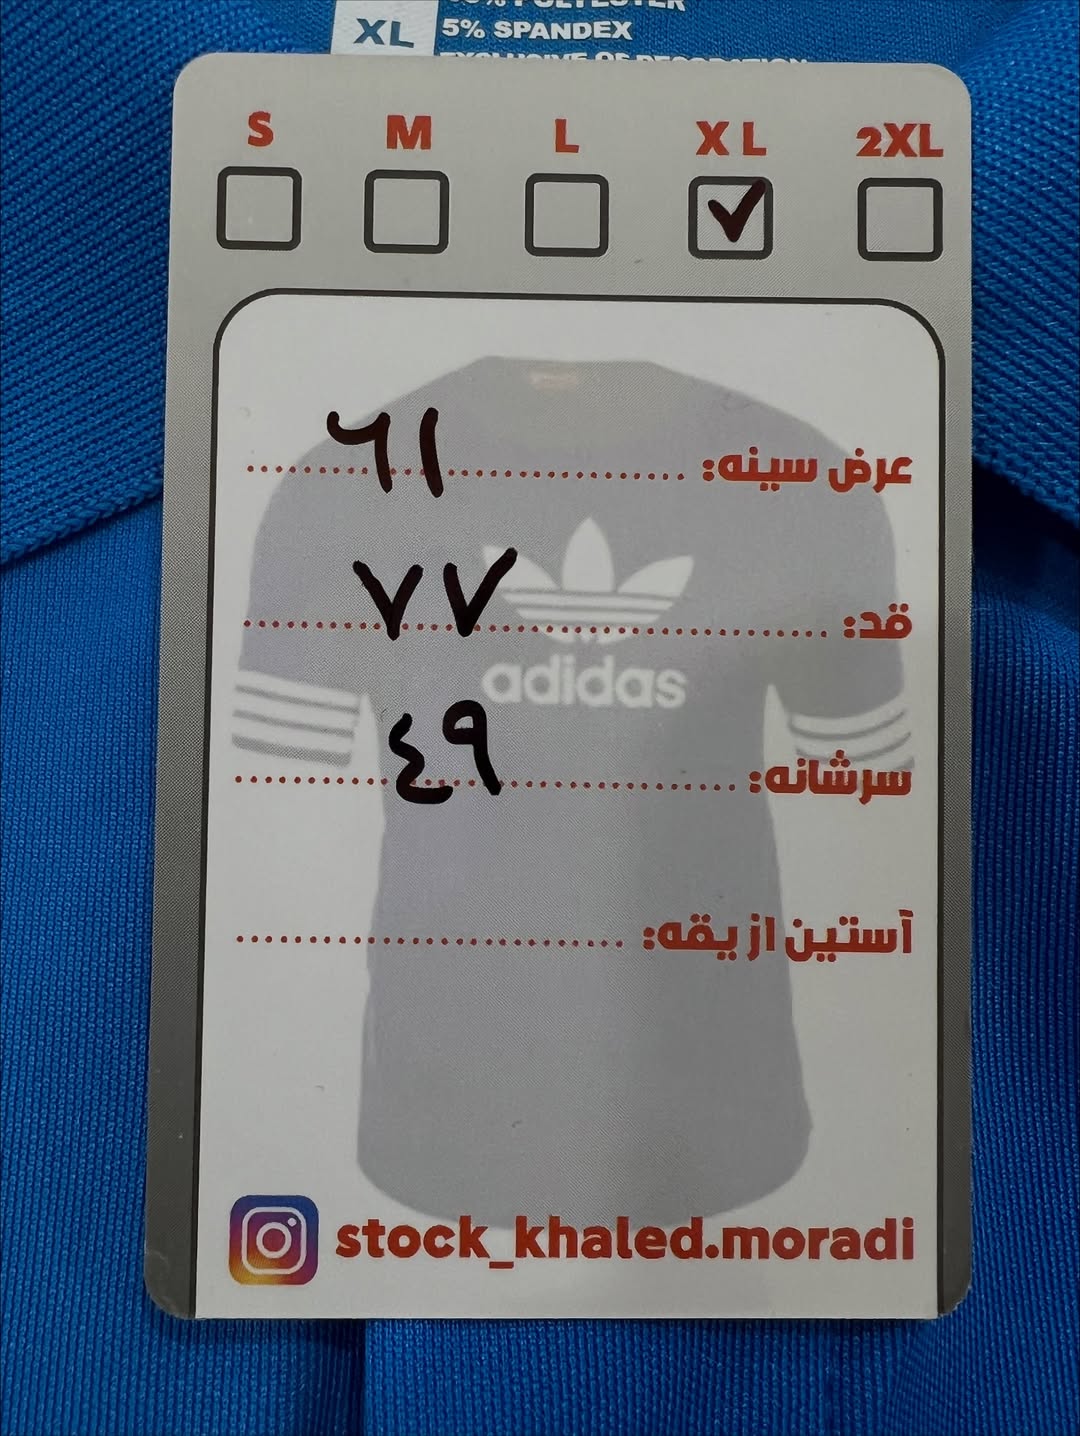 XL
5% SPANDEX
S M L XL 2XL
عرض سینه: ٦١
adidas
قد: ٧٧
سرشانه: ٤٩
آستین از یقه:
stock_khaled.moradi